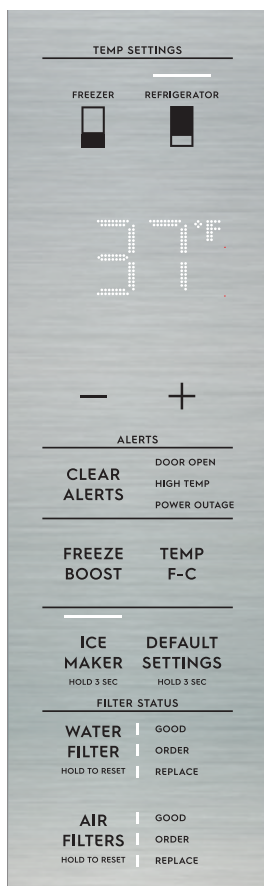 TEMP SETTINGS
FREEZER REFRIGERATOR
37°F
− +
ALERTS
CLEAR ALERTS
DOOR OPEN
HIGH TEMP
POWER OUTAGE
FREEZE BOOST
TEMP F-C
ICE MAKER
HOLD 3 SEC
DEFAULT SETTINGS
HOLD 3 SEC
FILTER STATUS
WATER FILTER
HOLD TO RESET
GOOD
ORDER
REPLACE
AIR FILTERS
HOLD TO RESET
GOOD
ORDER
REPLACE